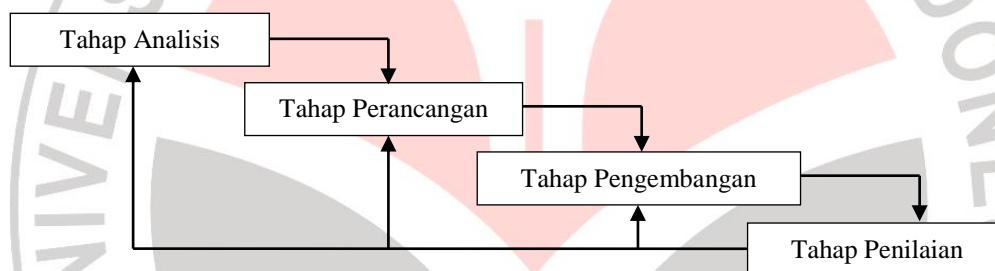 Tahap Analisis
Tahap Perancangan
Tahap Pengembangan
Tahap Penilaian